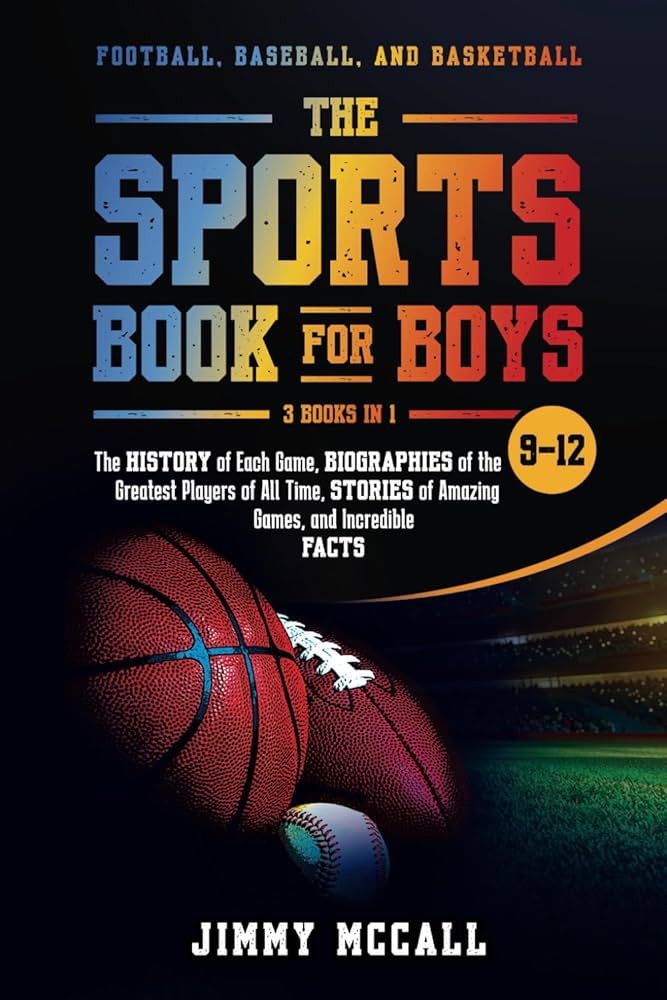 FOOTBALL, BASEBALL, AND BASKETBALL
THE
SPORTS
BOOK FOR BOYS
3 BOOKS IN 1
9–12
The HISTORY of Each Game, BIOGRAPHIES of the
Greatest Players of All Time, STORIES of Amazing
Games, and Incredible
FACTS
JIMMY MCCALL